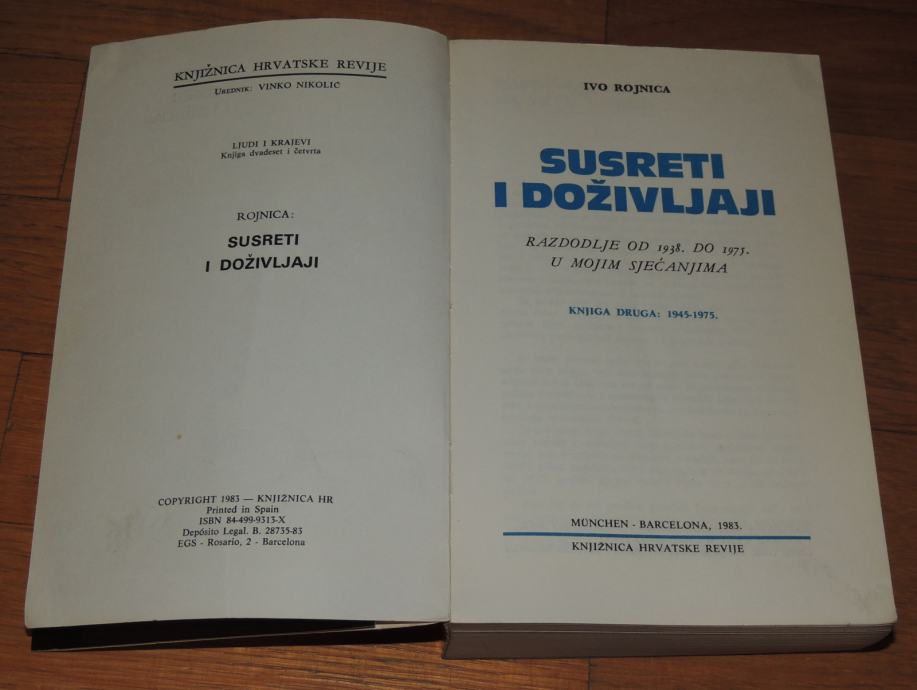 KNJIŽNICA HRVATSKE REVIJE
UREDNIK: VINKO NIKOLIĆ
LJUDI I KRAJEVI
Knjiga dvadeset i četvrta
ROJNICA:
SUSRETI
I DOŽIVLJAJI
COPYRIGHT 1983 — KNJIŽNICA HR
Printed in Spain
ISBN 84-499-9313-X
Depósito Legal. B. 28735-83
EGS - Rosario, 2 - Barcelona
IVO ROJNICA
SUSRETI
I DOŽIVLJAJI
RAZDODLJE OD 1938. DO 1975.
U MOJIM SJEĆANJIMA
KNJIGA DRUGA: 1945-1975.
MÜNCHEN - BARCELONA, 1983.
KNJIŽNICA HRVATSKE REVIJE